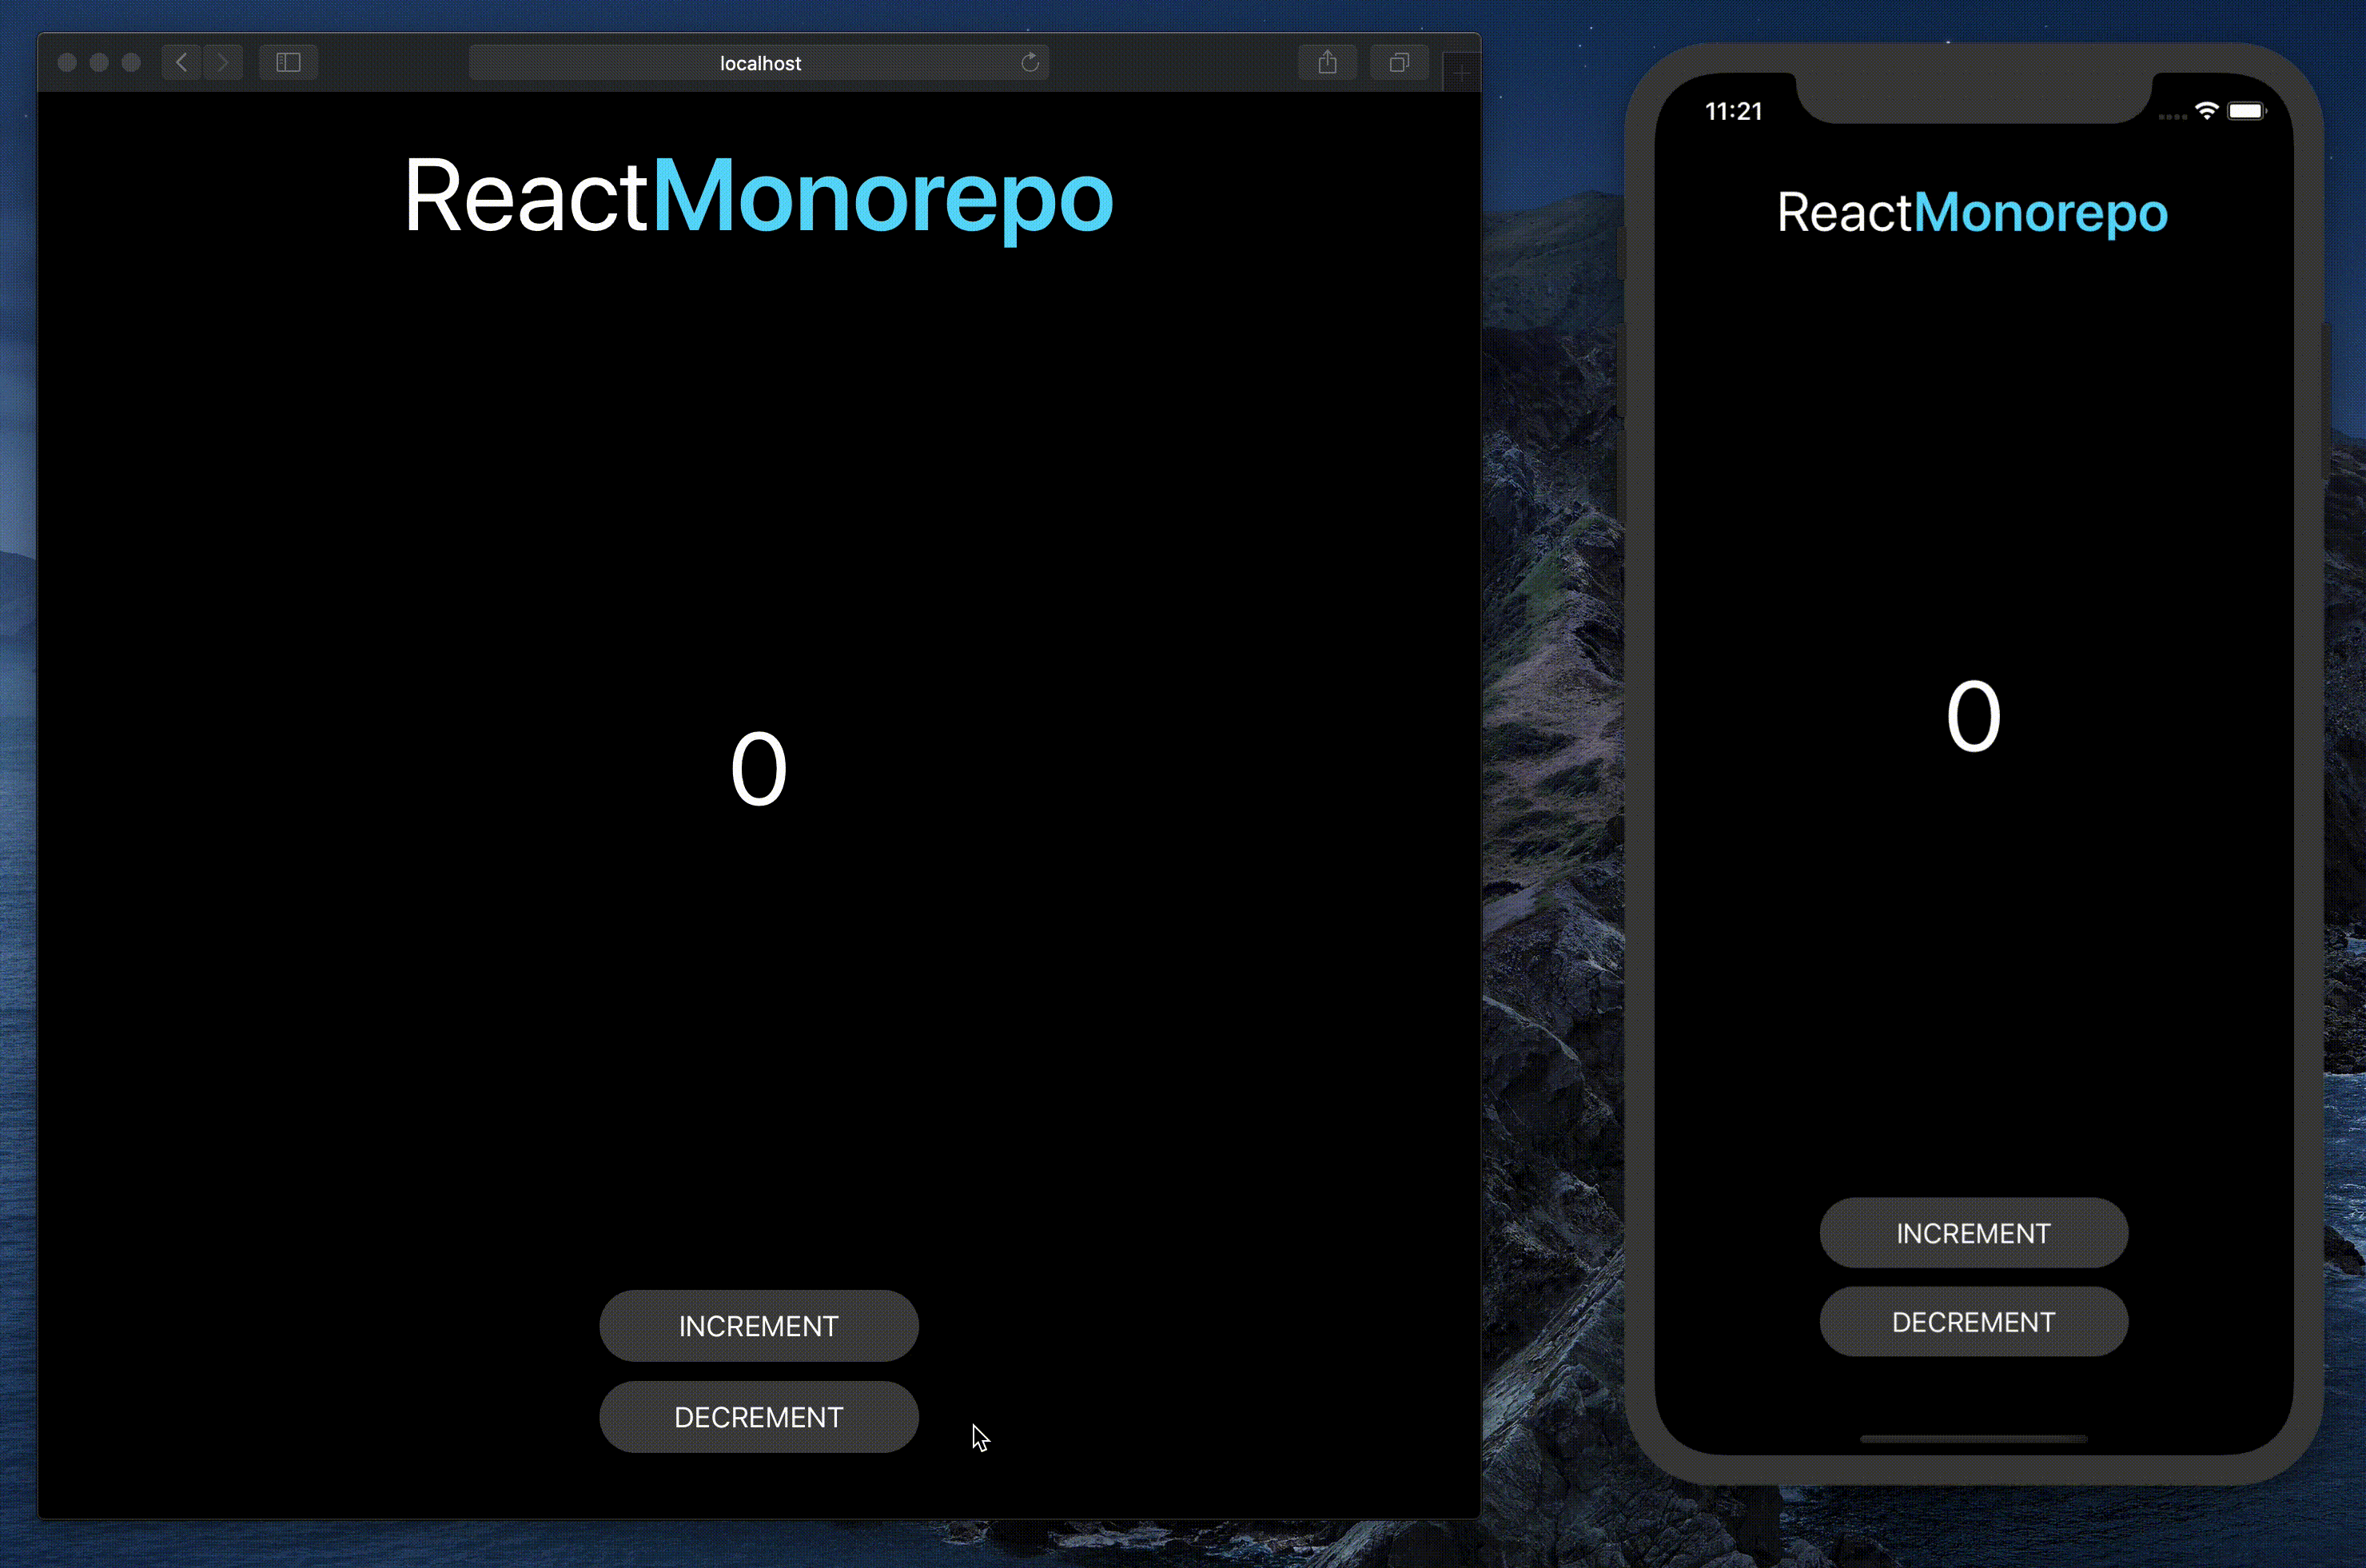 localhost
ReactMonorepo
0
INCREMENT
DECREMENT
11:21
ReactMonorepo
0
INCREMENT
DECREMENT